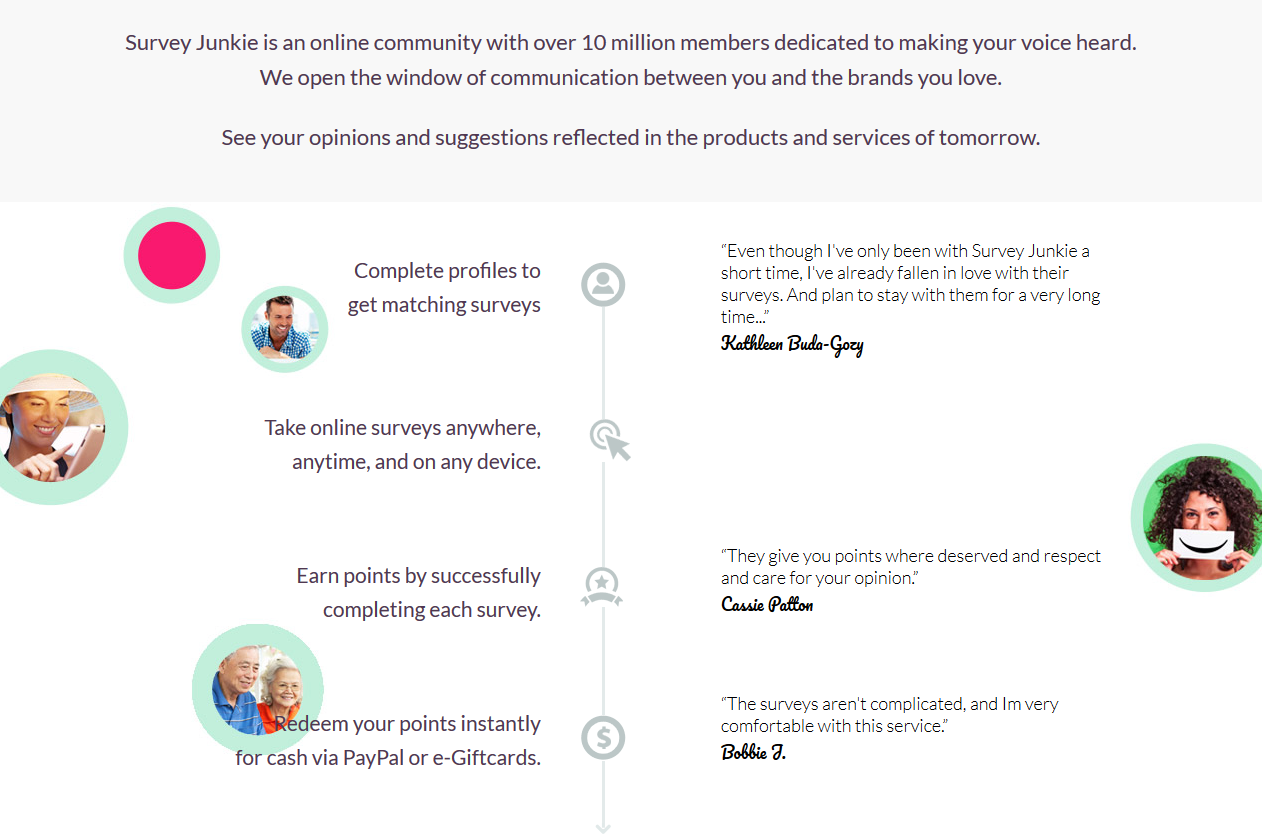 Survey Junkie is an online community with over 10 million members dedicated to making your voice heard.
We open the window of communication between you and the brands you love.
See your opinions and suggestions reflected in the products and services of tomorrow.
Complete profiles to
get matching surveys
“Even though I've only been with Survey Junkie a
short time, I've already fallen in love with their
surveys. And plan to stay with them for a very long
time...”
Kathleen Buda-Gozy
Take online surveys anywhere,
anytime, and on any device.
Earn points by successfully
completing each survey.
“They give you points where deserved and respect
and care for your opinion.”
Cassie Patton
Redeem your points instantly
for cash via PayPal or e-Giftcards.
“The surveys aren't complicated, and Im very
comfortable with this service.”
Bobbie J.